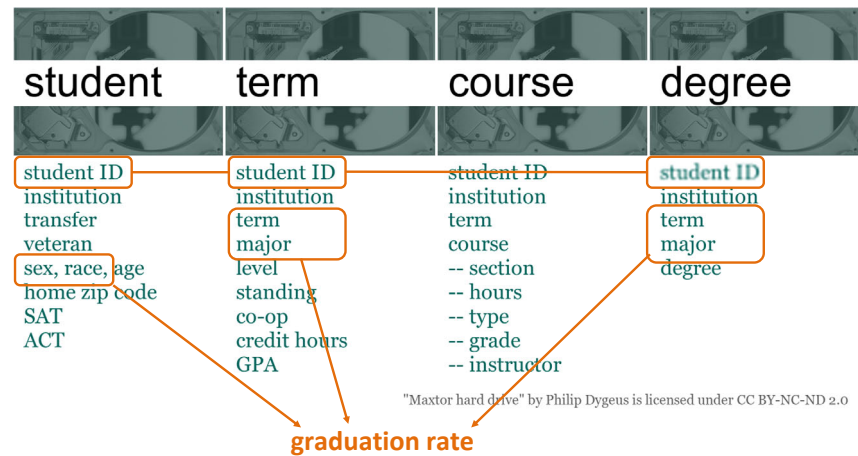 student
term
course
degree
student ID
institution
transfer
veteran
sex, race, age
home zip code
SAT
ACT
student ID
institution
term
major
level
standing
co-op
credit hours
GPA
student ID
institution
term
course
-- section
-- hours
-- type
-- grade
-- instructor
student ID
institution
term
major
degree
"Maxtor hard drive" by Philip Dygeus is licensed under CC BY-NC-ND 2.0
graduation rate